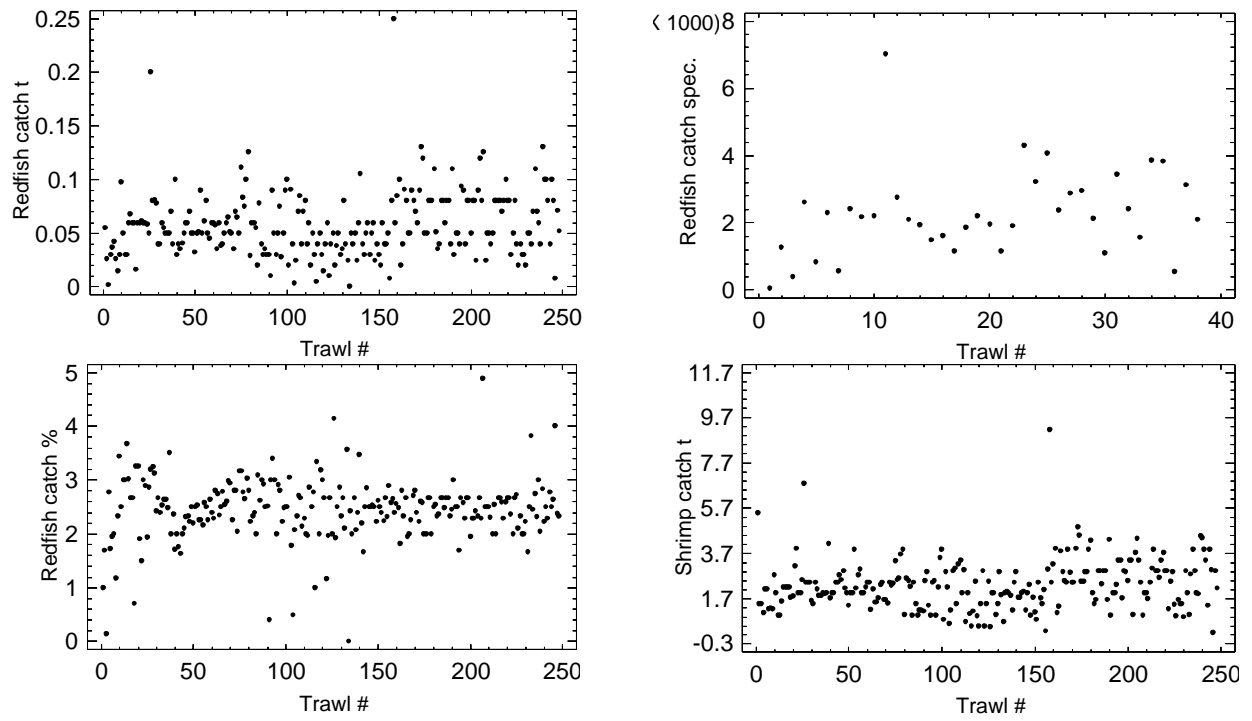 0.25
0.2
0.15
0.1
0.05
0
Redfish catch t
0 50 100 150 200 250
Trawl #
X 1000)
8
6
4
2
0
Redfish catch spec.
0 10 20 30 40
Trawl #
5
4
3
2
1
0
Redfish catch %
0 50 100 150 200 250
Trawl #
11.7
9.7
7.7
5.7
3.7
1.7
-0.3
Shrimp catch t
0 50 100 150 200 250
Trawl #